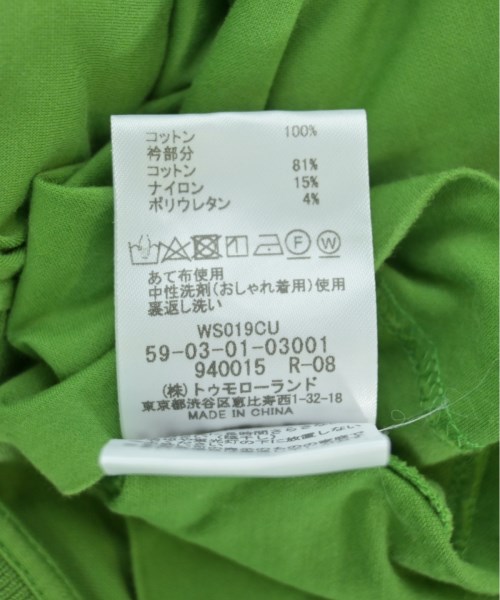 コットン 100%
衿部分
コットン 81%
ナイロン 15%
ポリウレタン 4%
あて布使用
中性洗剤(おしゃれ着用)使用
裏返し洗い
WS019CU
59-03-01-03001
940015 R-08
(株)トゥモローランド
東京都渋谷区恵比寿西1-32-18
MADE IN CHINA